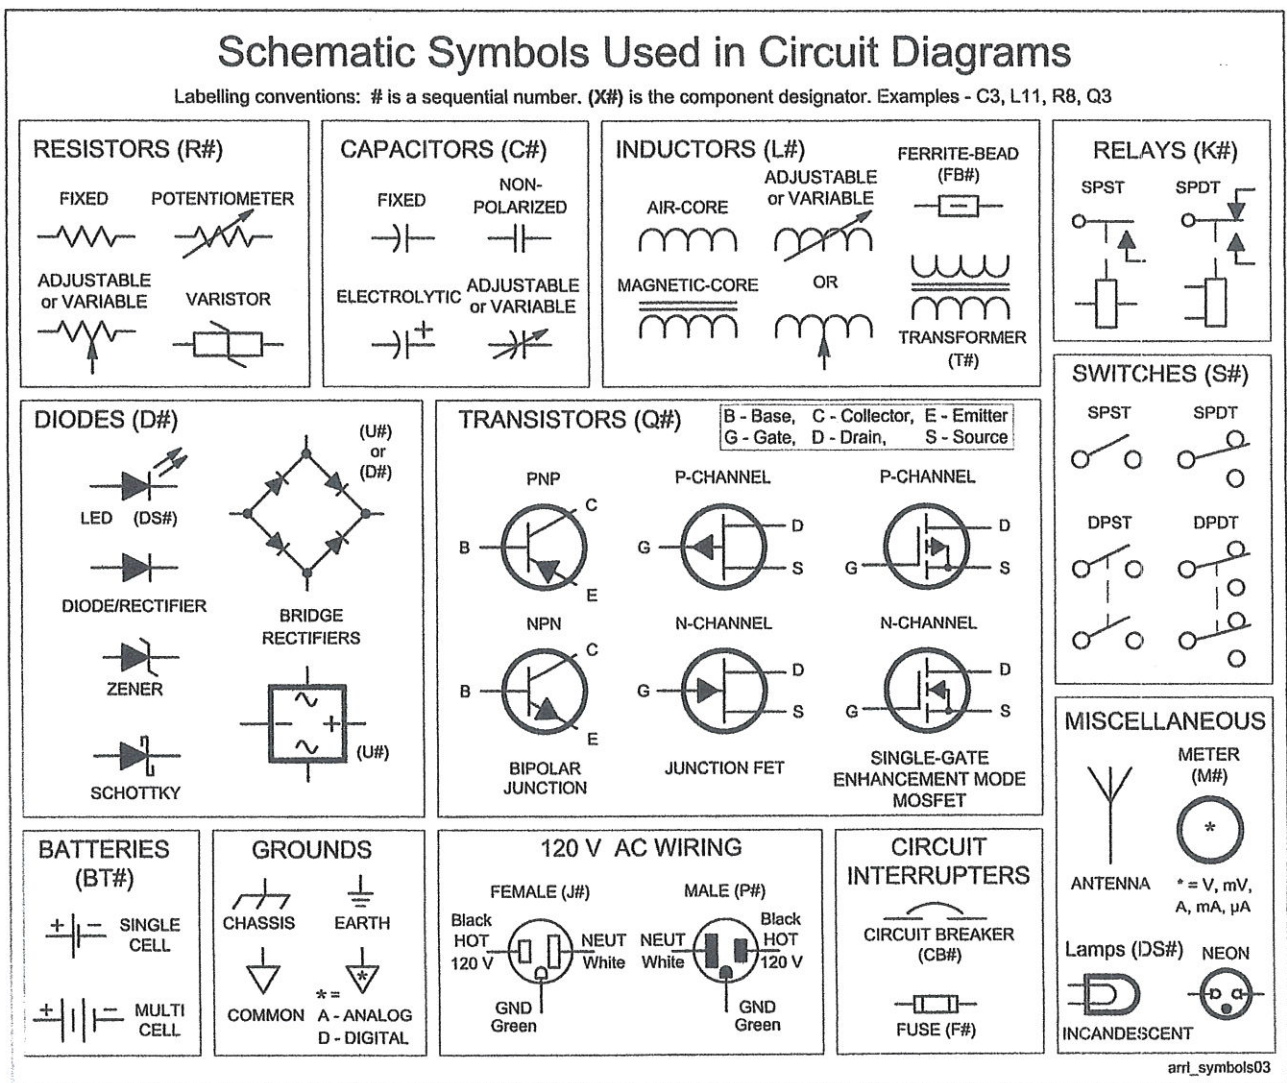 Schematic Symbols Used in Circuit Diagrams
Labelling conventions: # is a sequential number. (X#) is the component designator. Examples - C3, L11, R8, Q3
RESISTORS (R#)
FIXED
POTENTIOMETER
ADJUSTABLE
or VARIABLE
VARISTOR
CAPACITORS (C#)
FIXED
NON-
POLARIZED
ELECTROLYTIC
+
ADJUSTABLE
or VARIABLE
INDUCTORS (L#)
AIR-CORE
ADJUSTABLE
or VARIABLE
FERRITE-BEAD
(FB#)
MAGNETIC-CORE
OR
TRANSFORMER
(T#)
RELAYS (K#)
SPST
SPDT
SWITCHES (S#)
SPST
SPDT
DPST
DPDT
DIODES (D#)
LED (DS#)
DIODE/RECTIFIER
ZENER
SCHOTTKY
(U#)
or
(D#)
BRIDGE
RECTIFIERS
- +
(U#)
TRANSISTORS (Q#)
B - Base, C - Collector, E - Emitter
G - Gate, D - Drain, S - Source
PNP
B
C
E
P-CHANNEL
G
D
S
P-CHANNEL
G
D
S
NPN
B
C
E
BIPOLAR
JUNCTION
N-CHANNEL
G
D
S
JUNCTION FET
N-CHANNEL
G
D
S
SINGLE-GATE
ENHANCEMENT MODE
MOSFET
MISCELLANEOUS
ANTENNA
METER
(M#)
*
* = V, mV,
A, mA, µA
Lamps (DS#)
INCANDESCENT
NEON
BATTERIES
(BT#)
+ -
SINGLE
CELL
+ -
MULTI
CELL
GROUNDS
CHASSIS
EARTH
COMMON
*
* =
A - ANALOG
D - DIGITAL
120 V AC WIRING
FEMALE (J#)
Black
HOT
120 V
NEUT
White
GND
Green
MALE (P#)
NEUT
White
Black
HOT
120 V
GND
Green
CIRCUIT
INTERRUPTERS
CIRCUIT BREAKER
(CB#)
FUSE (F#)
arrl_symbols03